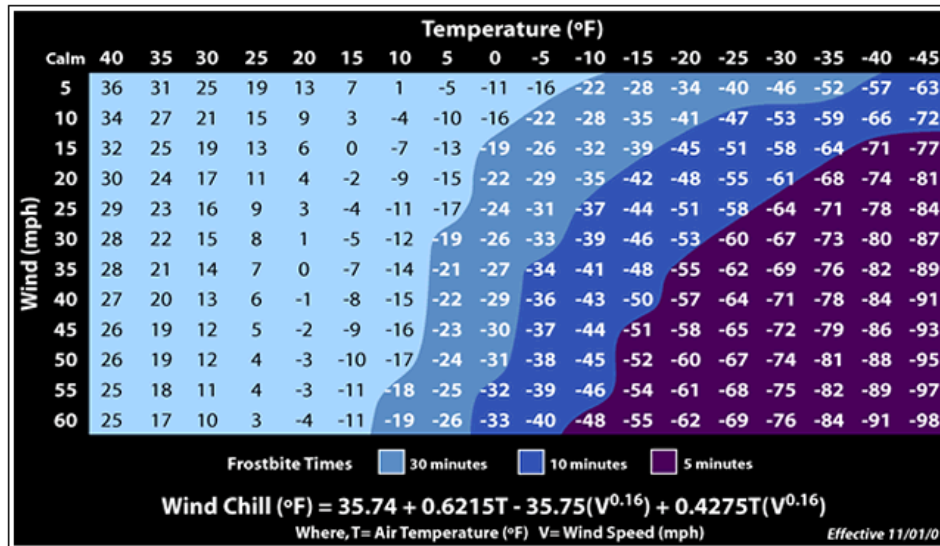 Temperature (ºF)
Calm 40 35 30 25 20 15 10 5 0 -5 -10 -15 -20 -25 -30 -35 -40 -45
5 36 31 25 19 13 7 1 -5 -11 -16 -22 -28 -34 -40 -46 -52 -57 -63
10 34 27 21 15 9 3 -4 -10 -16 -22 -28 -35 -41 -47 -53 -59 -66 -72
15 32 25 19 13 6 0 -7 -13 -19 -26 -32 -39 -45 -51 -58 -64 -71 -77
20 30 24 17 11 4 -2 -9 -15 -22 -29 -35 -42 -48 -55 -61 -68 -74 -81
25 29 23 16 9 3 -4 -11 -17 -24 -31 -37 -44 -51 -58 -64 -71 -78 -84
30 28 22 15 8 1 -5 -12 -19 -26 -33 -39 -46 -53 -60 -67 -73 -80 -87
35 28 21 14 7 0 -7 -14 -21 -27 -34 -41 -48 -55 -62 -69 -76 -82 -89
40 27 20 13 6 -1 -8 -15 -22 -29 -36 -43 -50 -57 -64 -71 -78 -84 -91
45 26 19 12 5 -2 -9 -16 -23 -30 -37 -44 -51 -58 -65 -72 -79 -86 -93
50 26 19 12 4 -3 -10 -17 -24 -31 -38 -45 -52 -60 -67 -74 -81 -88 -95
55 25 18 11 4 -3 -11 -18 -25 -32 -39 -46 -54 -61 -68 -75 -82 -89 -97
60 25 17 10 3 -4 -11 -19 -26 -33 -40 -48 -55 -62 -69 -76 -84 -91 -98
Wind (mph)
Frostbite Times 30 minutes 10 minutes 5 minutes
Wind Chill (ºF) = 35.74 + 0.6215T - 35.75(V^0.16) + 0.4275T(V^0.16)
Where, T= Air Temperature (ºF) V= Wind Speed (mph)
Effective 11/01/0